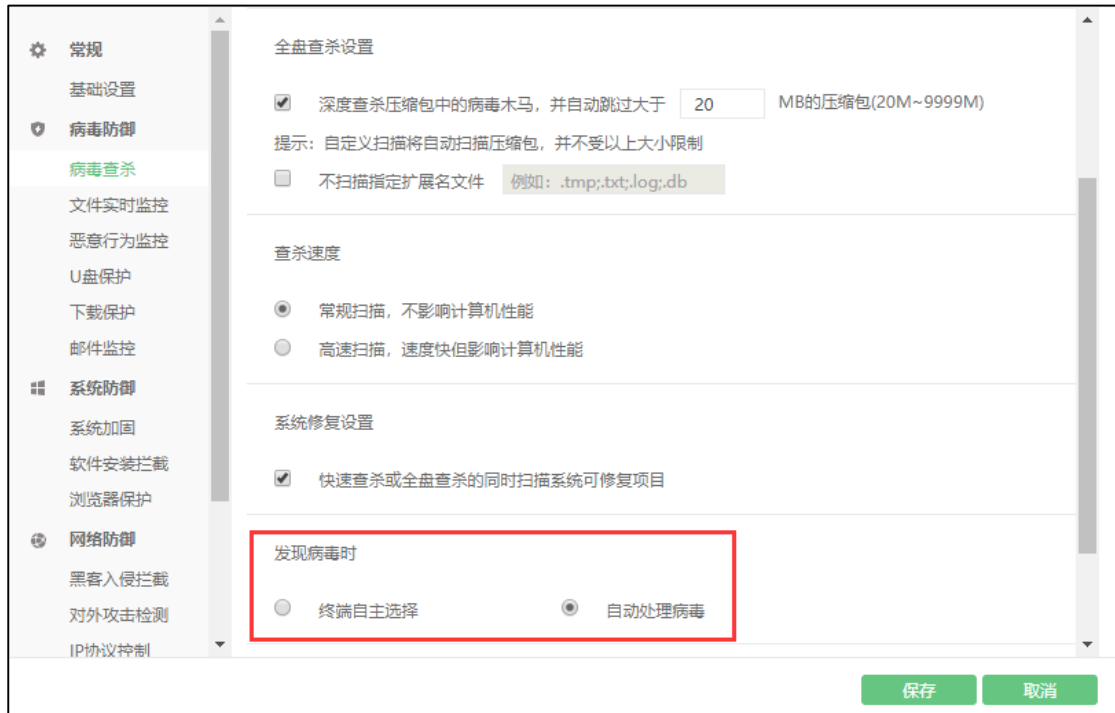 常规
基础设置
病毒防御
病毒查杀
文件实时监控
恶意行为监控
U盘保护
下载保护
邮件监控
系统防御
系统加固
软件安装拦截
浏览器保护
网络防御
黑客入侵拦截
对外攻击检测
IP协议控制
全盘查杀设置
深度查杀压缩包中的病毒木马，并自动跳过大于 20 MB的压缩包(20M~9999M)
提示：自定义扫描将自动扫描压缩包，并不受以上大小限制
不扫描指定扩展名文件 例如：.tmp;.txt;.log;.db
查杀速度
常规扫描，不影响计算机性能
高速扫描，速度快但影响计算机性能
系统修复设置
快速查杀或全盘查杀的同时扫描系统可修复项目
发现病毒时
终端自主选择 自动处理病毒
保存 取消